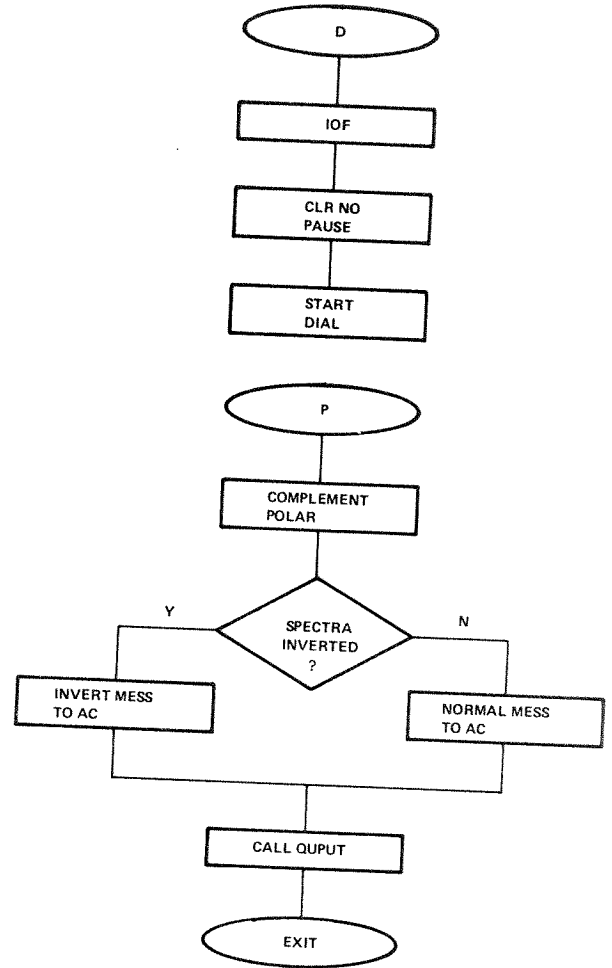 D
IOF
CLR NO
PAUSE
START
DIAL
P
COMPLEMENT
POLAR
SPECTRA
INVERTED
?
Y
N
INVERT MESS
TO AC
NORMAL MESS
TO AC
CALL QUPUT
EXIT